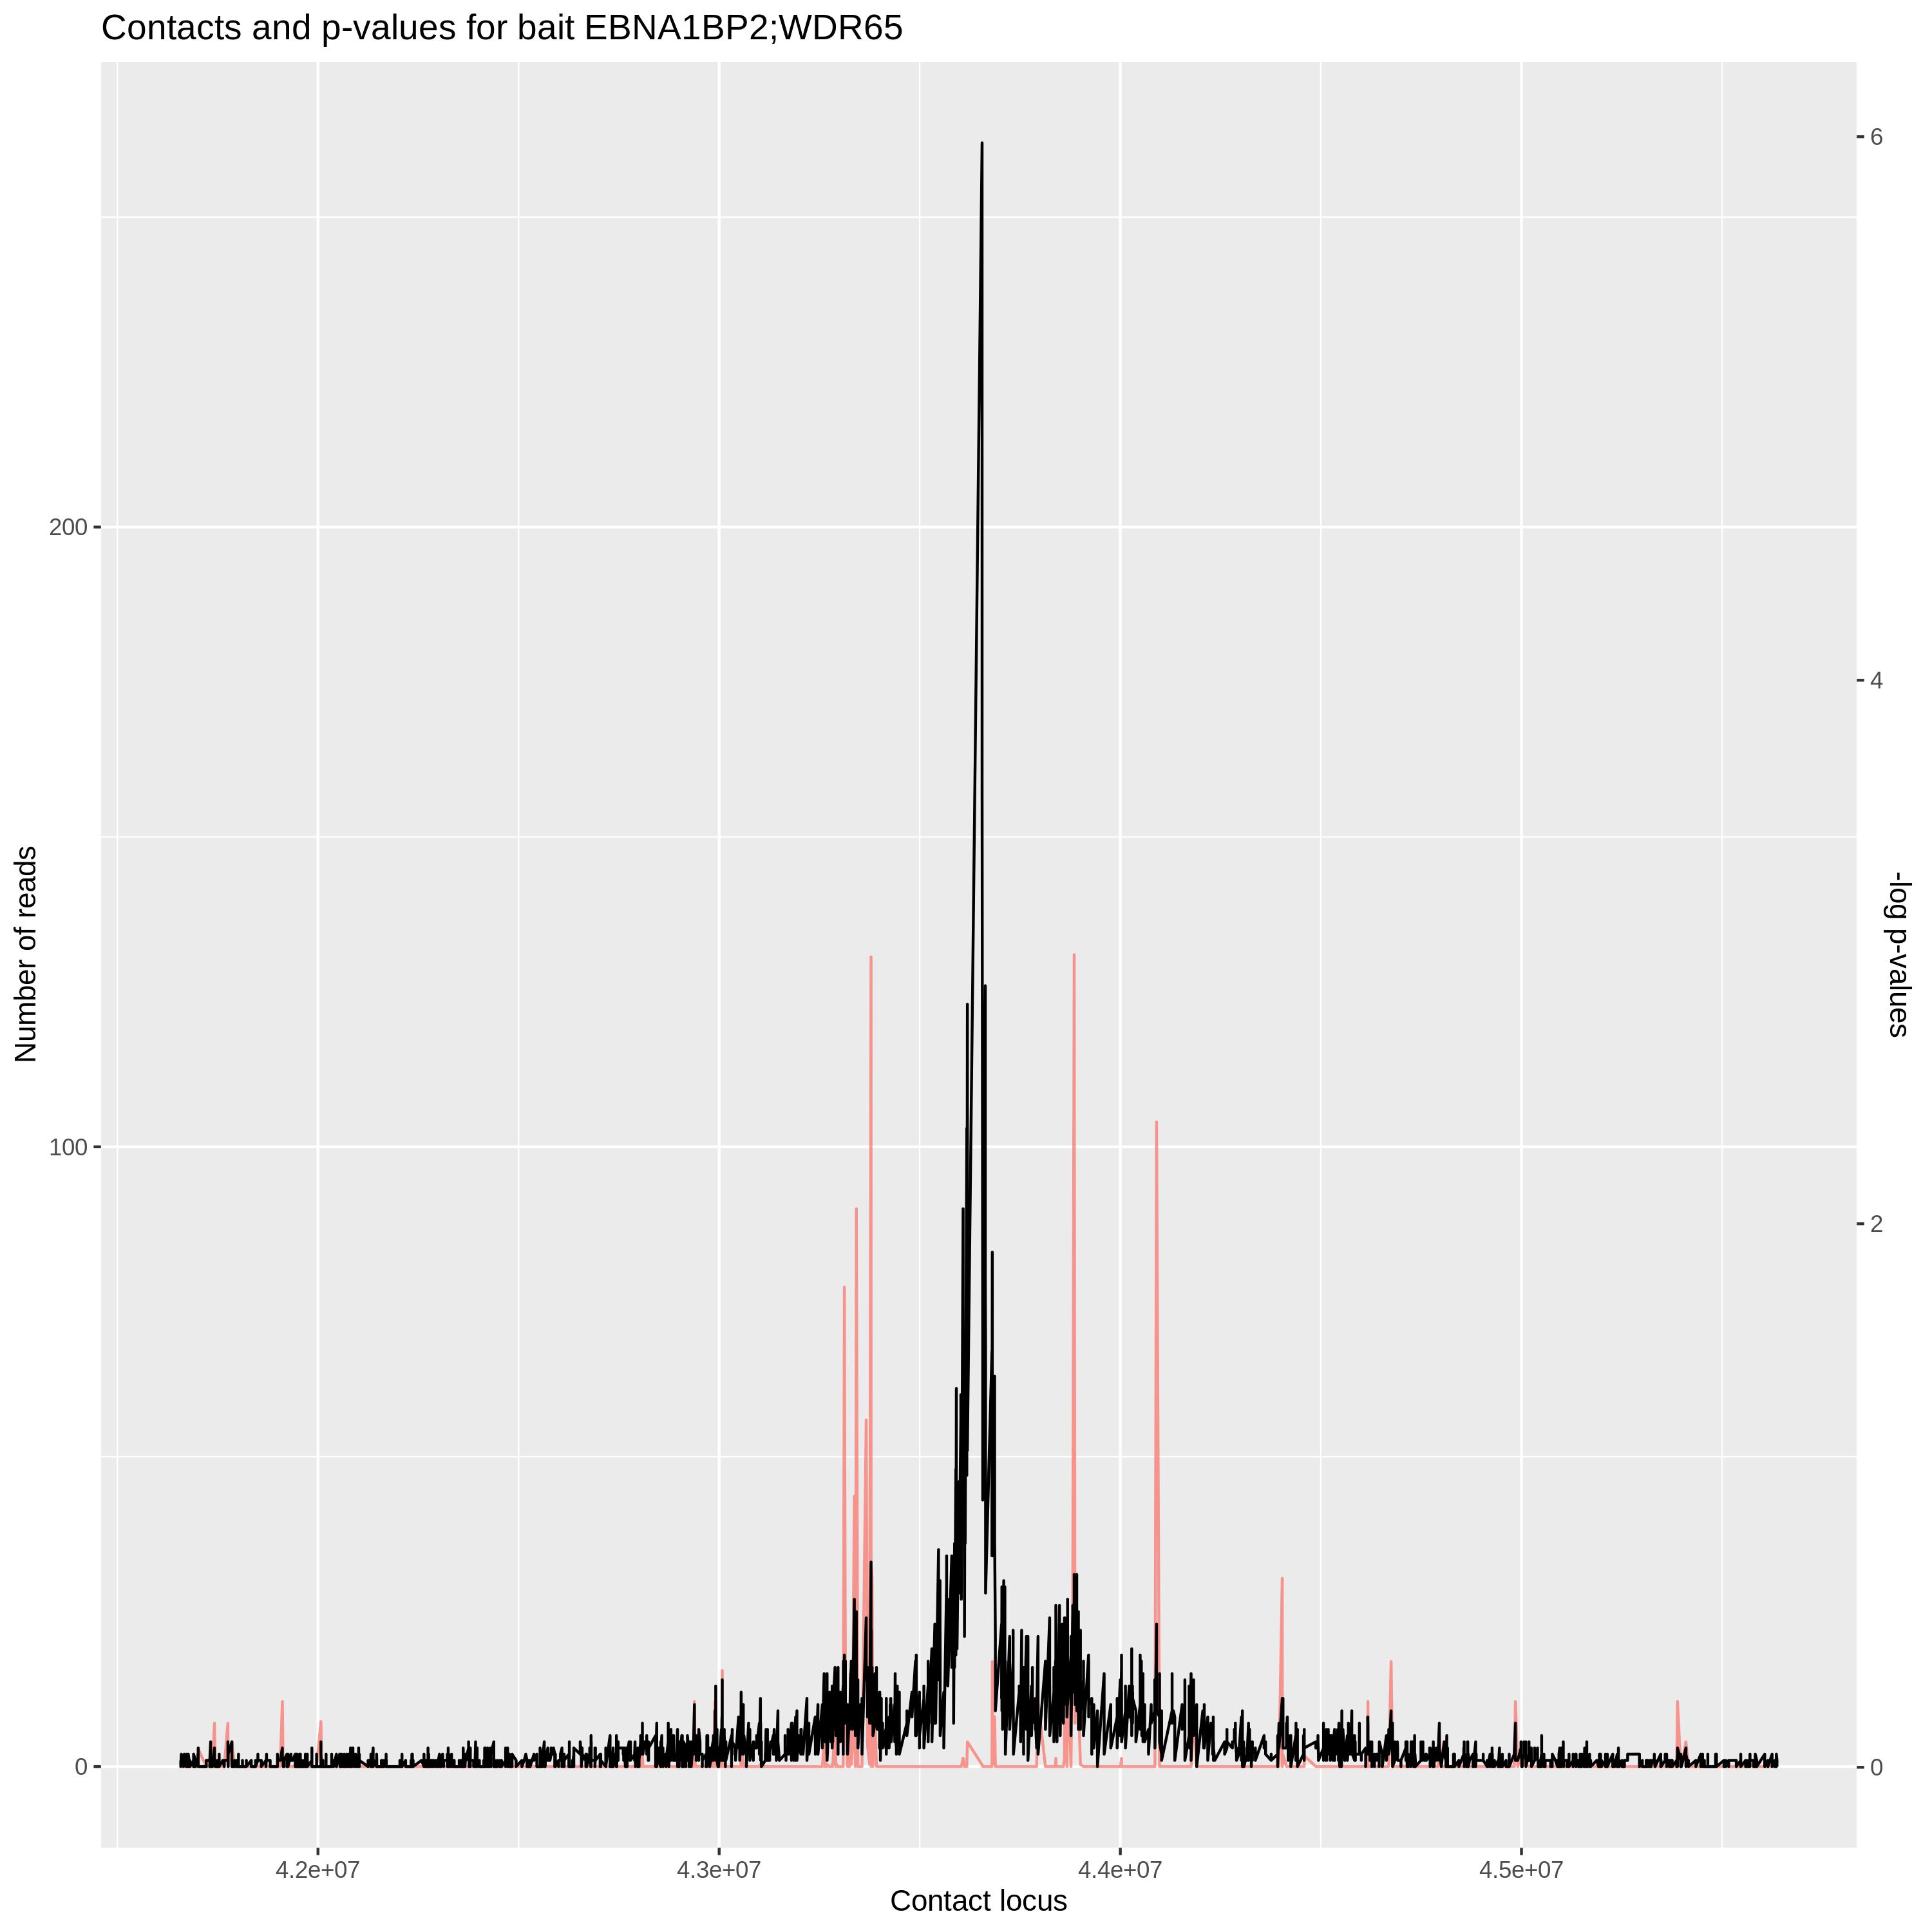 Contacts and p-values for bait EBNA1BP2;WDR65
Number of reads
200
100
0
6
4
2
0
-log p-values
4.2e+07
4.3e+07
4.4e+07
4.5e+07
Contact locus